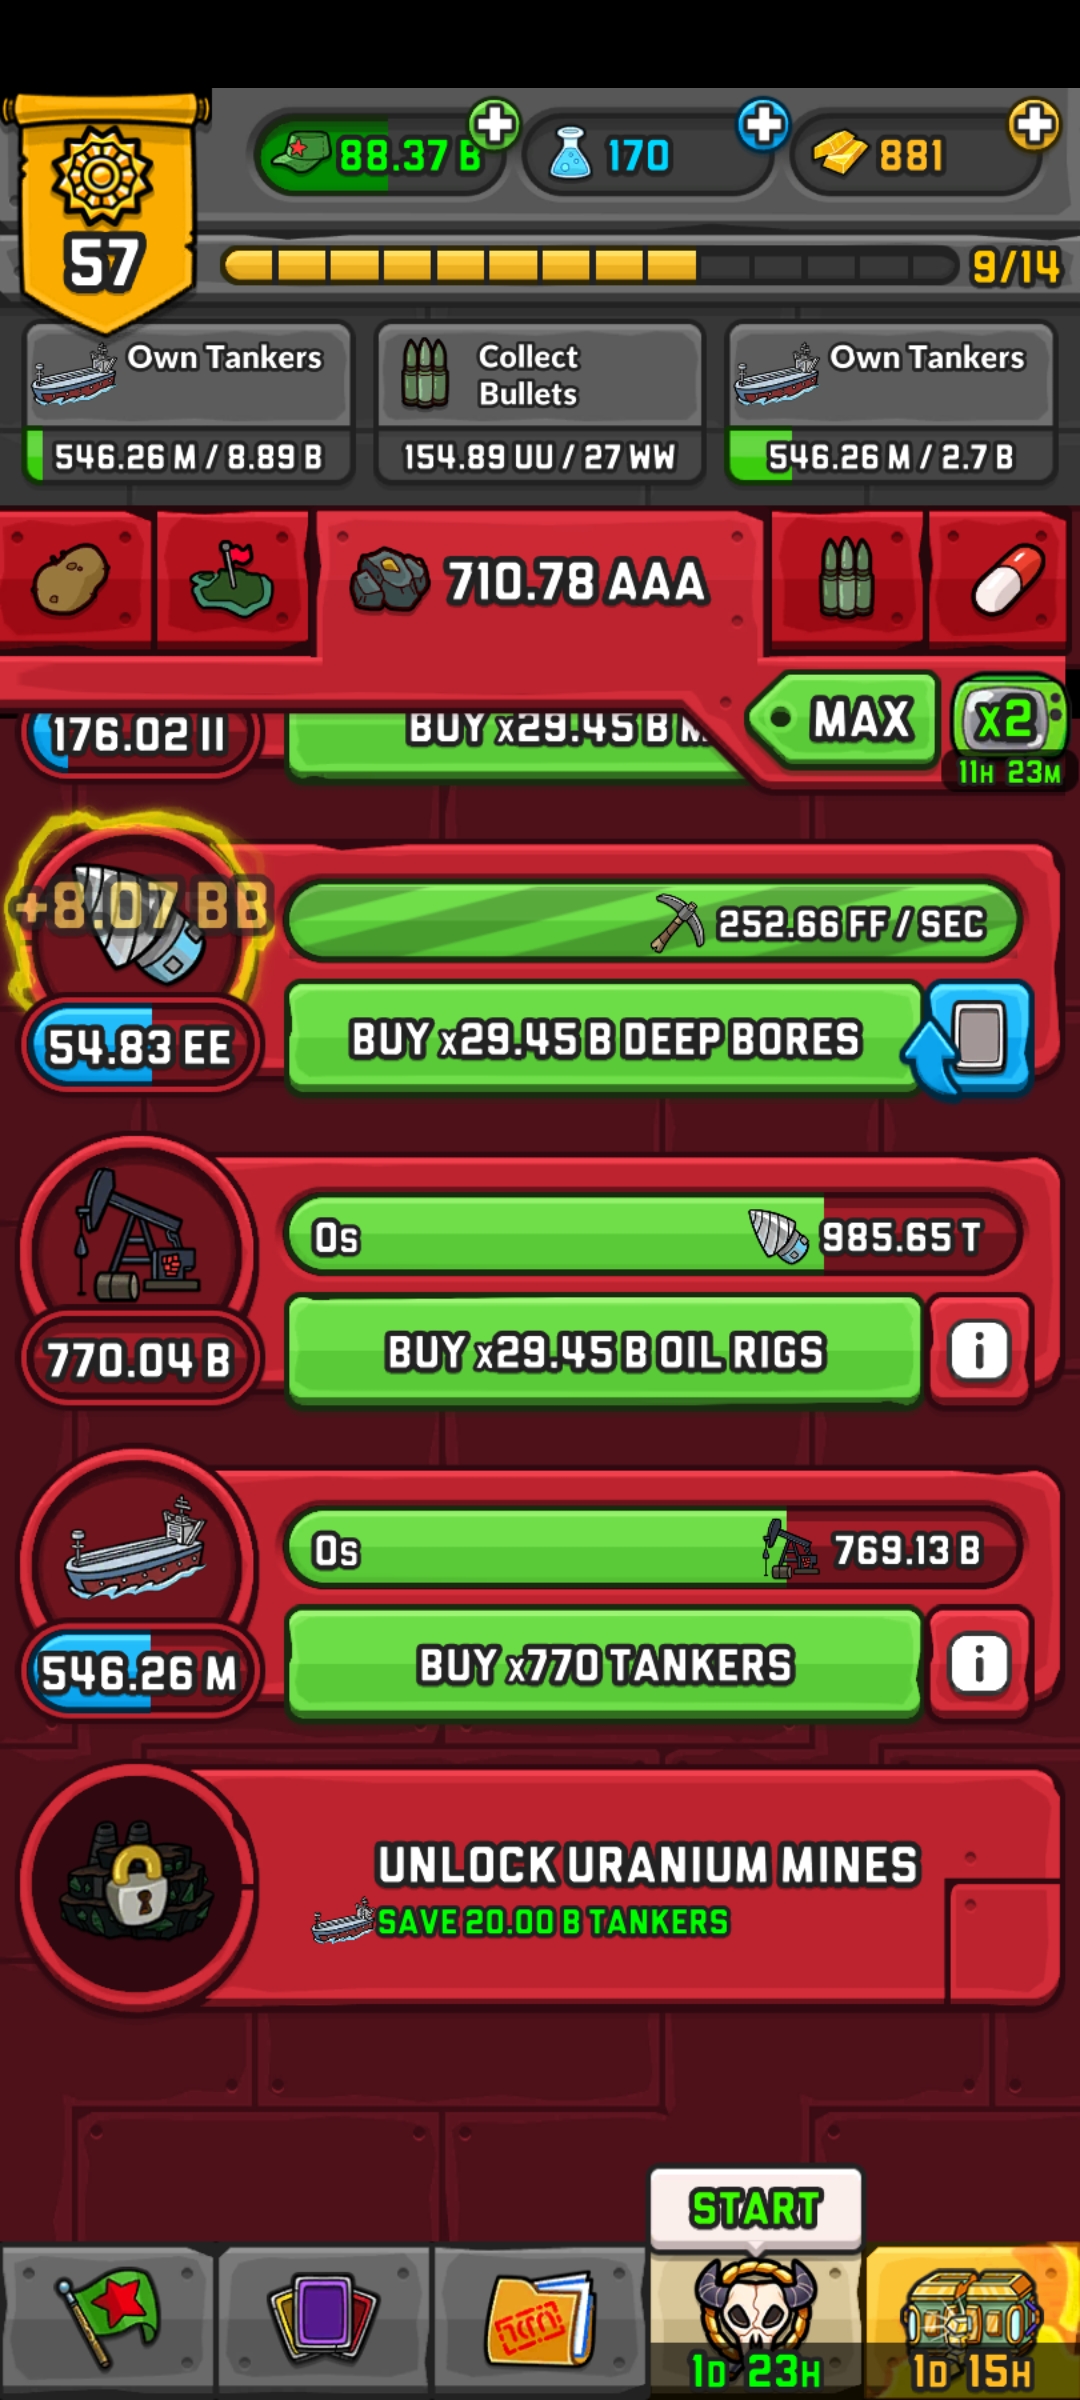 88.37 B
170
881
57
9/14
Own Tankers
546.26 M / 8.89 B
Collect
Bullets
154.89 UU / 27 WW
Own Tankers
546.26 M / 2.7 B
710.78 AAA
MAX
x2
11H 23M
176.02 II
BUY x29.45 B M
+8.07 BB
252.66 FF / SEC
54.83 EE
BUY x29.45 B DEEP BORES
0s
985.65 T
770.04 B
BUY x29.45 B OIL RIGS
i
0s
769.13 B
546.26 M
BUY x770 TANKERS
i
UNLOCK URANIUM MINES
SAVE 20.00 B TANKERS
START
1D 23H
1D 15H